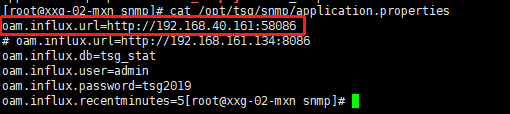 [root@xxg-02-mxn snmp]# cat /opt/tsg/snmp/application.properties
oam.influx.url=http://192.168.40.161:58086
# oam.influx.url=http://192.168.161.134:8086
oam.influx.db=tsg_stat
oam.influx.user=admin
oam.influx.password=tsg2019
oam.influx.recentminutes=5[root@xxg-02-mxn snmp]#